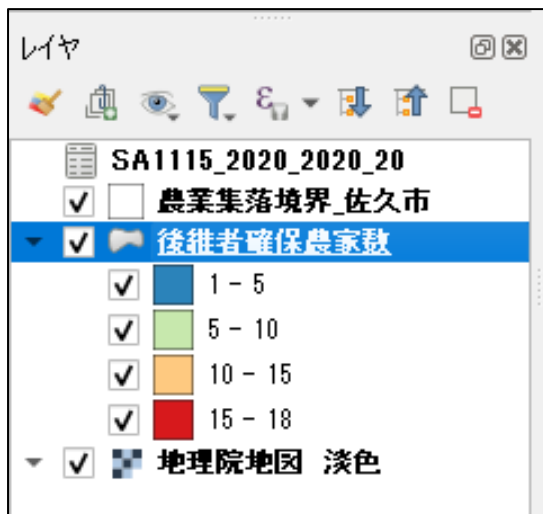 レイヤ
SA1115_2020_2020_20
農業集落境界_佐久市
後継者確保農家数
1 - 5
5 - 10
10 - 15
15 - 18
地理院地図 淡色